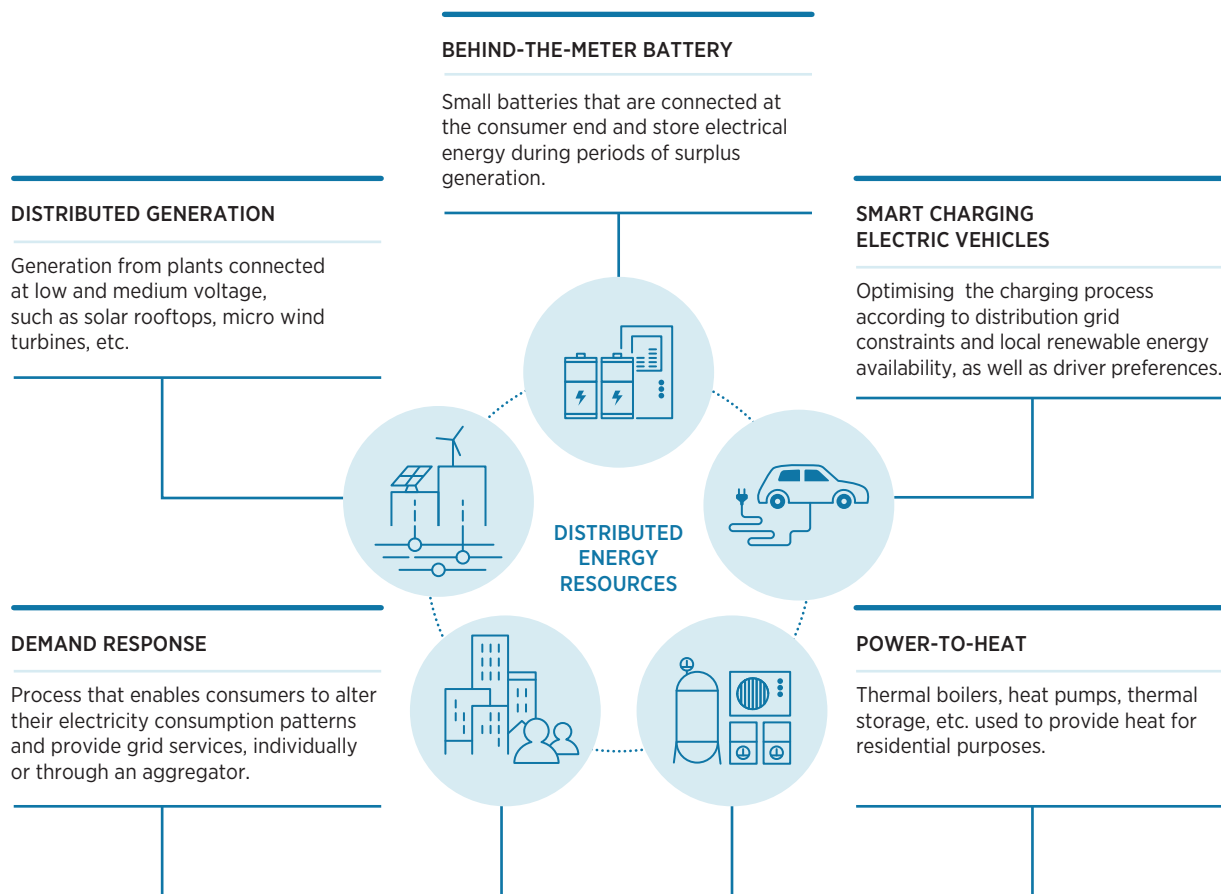 BEHIND-THE-METER BATTERY
Small batteries that are connected at
the consumer end and store electrical
energy during periods of surplus
generation.
DISTRIBUTED GENERATION
Generation from plants connected
at low and medium voltage,
such as solar rooftops, micro wind
turbines, etc.
SMART CHARGING
ELECTRIC VEHICLES
Optimising  the charging process
according to distribution grid
constraints and local renewable energy
availability, as well as driver preferences.
DISTRIBUTED
ENERGY
RESOURCES
DEMAND RESPONSE
Process that enables consumers to alter
their electricity consumption patterns
and provide grid services, individually
or through an aggregator.
POWER-TO-HEAT
Thermal boilers, heat pumps, thermal
storage, etc. used to provide heat for
residential purposes.